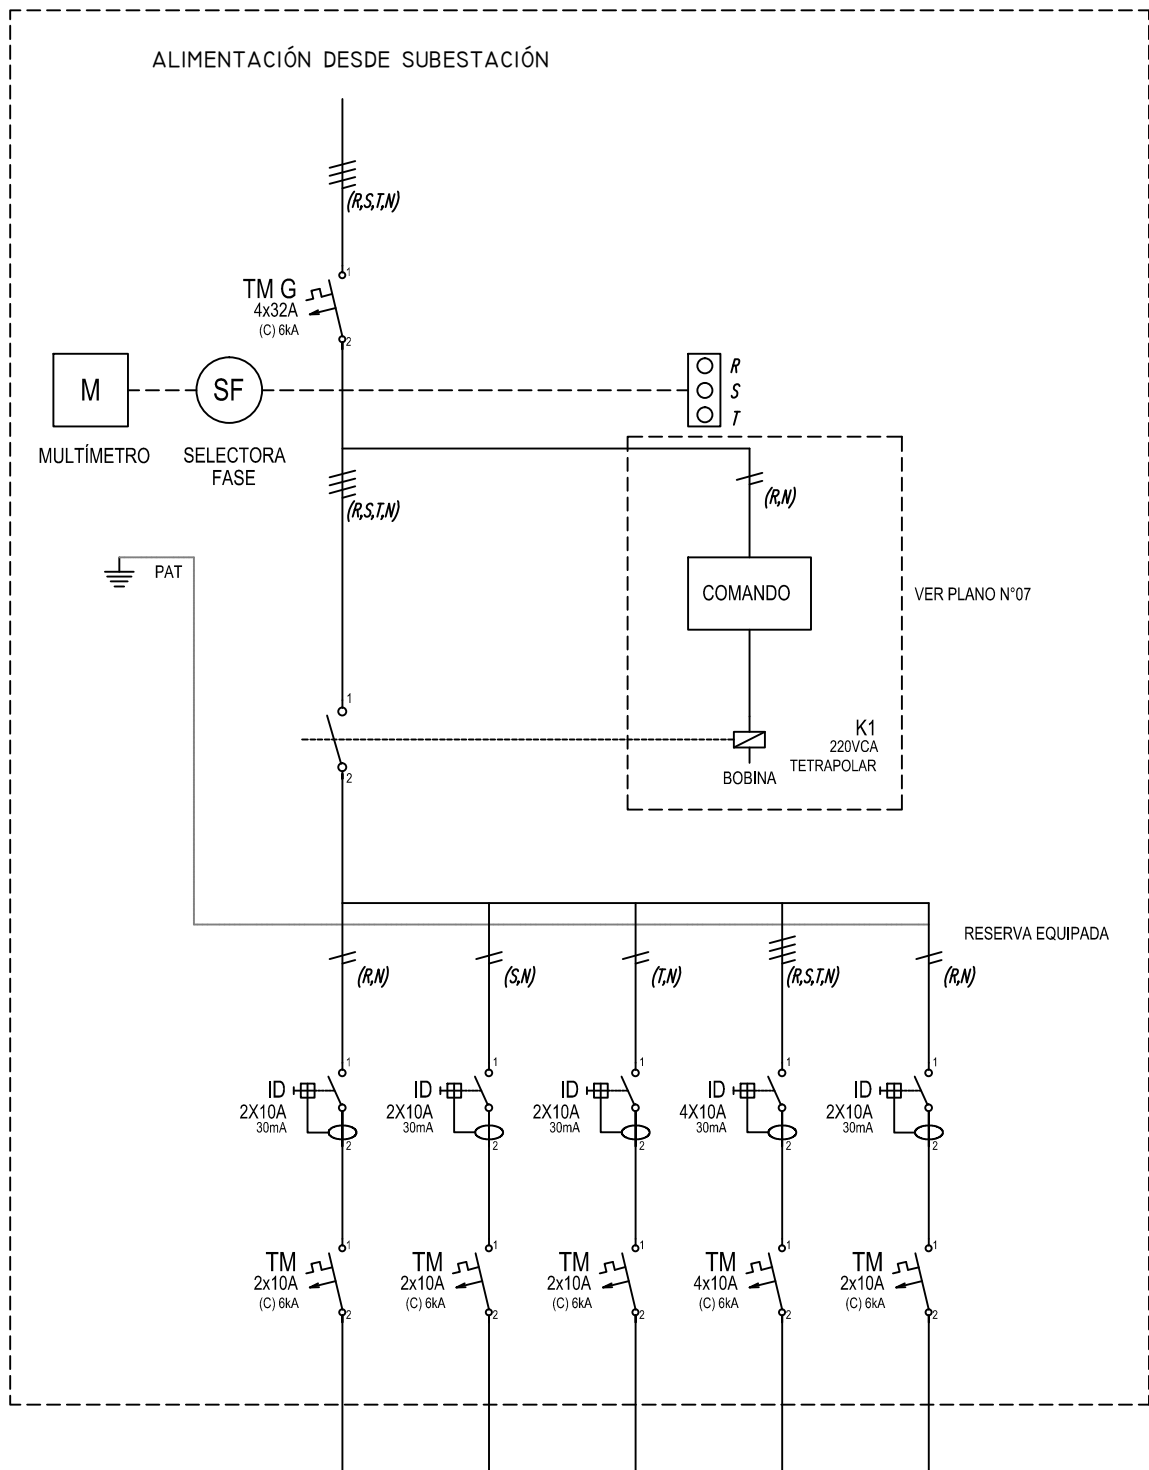 ALIMENTACIÓN DESDE SUBESTACIÓN
(R,S,T,N)
1
TM G
4x32A
(C) 6kA
2
M
SF
R
S
T
MULTÍMETRO
SELECTORA
FASE
(R,S,T,N)
(R,N)
PAT
COMANDO
VER PLANO N°07
1
2
K1
220VCA
TETRAPOLAR
BOBINA
RESERVA EQUIPADA
(R,N)
(S,N)
(T,N)
(R,S,T,N)
(R,N)
1
1
1
1
1
ID
ID
ID
ID
ID
2X10A
2X10A
2X10A
4X10A
2X10A
30mA
30mA
30mA
30mA
30mA
2
2
2
2
2
1
1
1
1
1
TM
TM
TM
TM
TM
2x10A
2x10A
2x10A
4x10A
2x10A
(C) 6kA
(C) 6kA
(C) 6kA
(C) 6kA
(C) 6kA
2
2
2
2
2